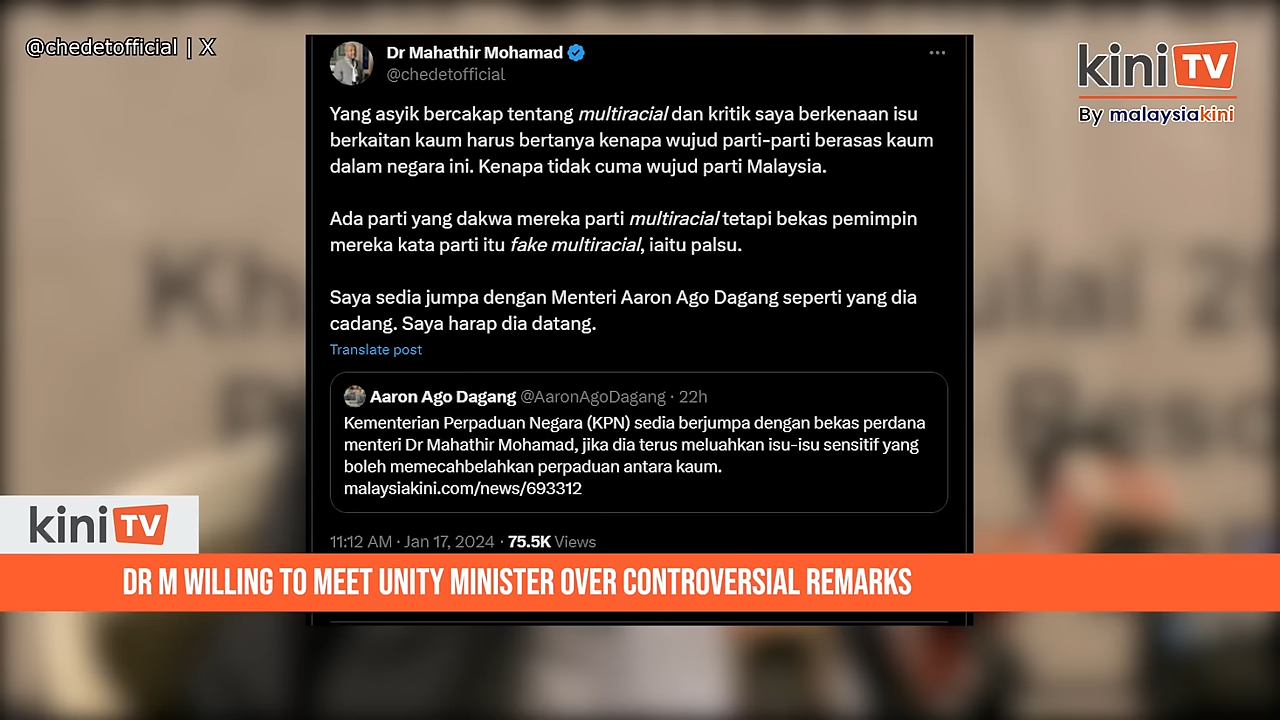 @chedetofficial | X
Dr Mahathir Mohamad
@chedetofficial
kini TV
By malaysiakini
Yang asyik bercakap tentang multiracial dan kritik saya berkenaan isu
berkaitan kaum harus bertanya kenapa wujud parti-parti berasas kaum
dalam negara ini. Kenapa tidak cuma wujud parti Malaysia.
Ada parti yang dakwa mereka parti multiracial tetapi bekas pemimpin
mereka kata parti itu fake multiracial, iaitu palsu.
Saya sedia jumpa dengan Menteri Aaron Ago Dagang seperti yang dia
cadang. Saya harap dia datang.
Translate post
Aaron Ago Dagang @AaronAgoDagang · 22h
Kementerian Perpaduan Negara (KPN) sedia berjumpa dengan bekas perdana
menteri Dr Mahathir Mohamad, jika dia terus meluahkan isu-isu sensitif yang
boleh memecahbelahkan perpaduan antara kaum.
malaysiakini.com/news/693312
11:12 AM · Jan 17, 2024 · 75.5K Views
kini TV
DR M WILLING TO MEET UNITY MINISTER OVER CONTROVERSIAL REMARKS